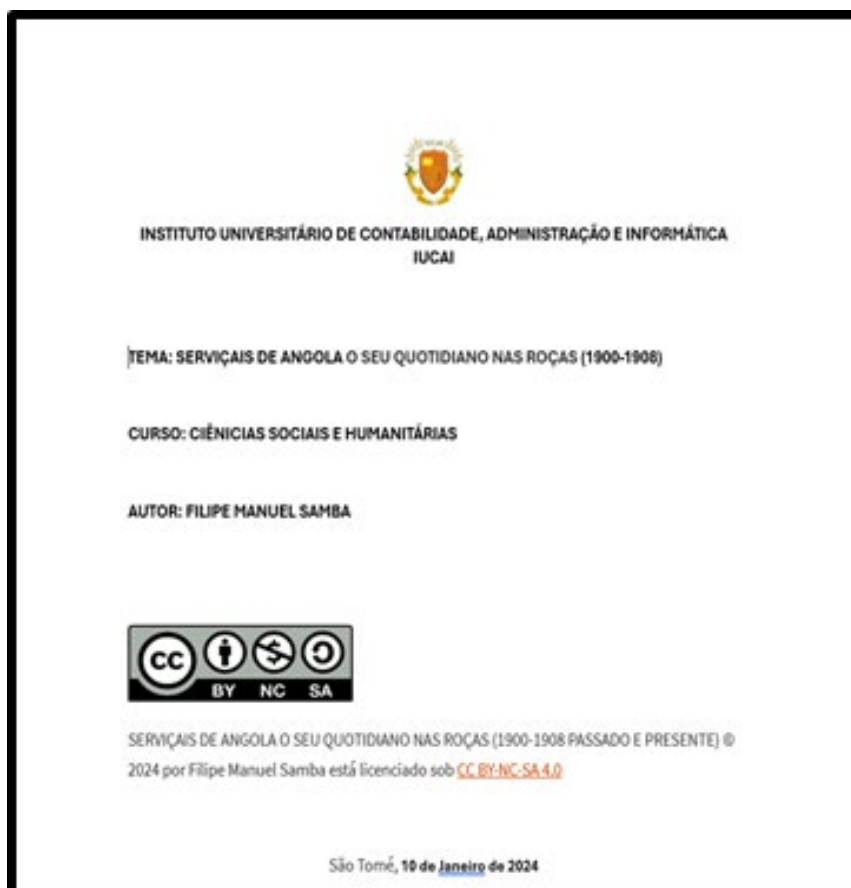 INSTITUTO UNIVERSITÁRIO DE CONTABILIDADE, ADMINISTRAÇÃO E INFORMÁTICA
IUCAI
TEMA: SERVIÇAIS DE ANGOLA O SEU QUOTIDIANO NAS ROÇAS (1900-1908)
CURSO: CIÊNICIAS SOCIAIS E HUMANITÁRIAS
AUTOR: FILIPE MANUEL SAMBA
CC BY NC SA
SERVIÇAIS DE ANGOLA O SEU QUOTIDIANO NAS ROÇAS (1900-1908 PASSADO E PRESENTE) ©
2024 por Filipe Manuel Samba está licenciado sob CC BY-NC-SA 4.0
São Tomé, 10 de Janeiro de 2024